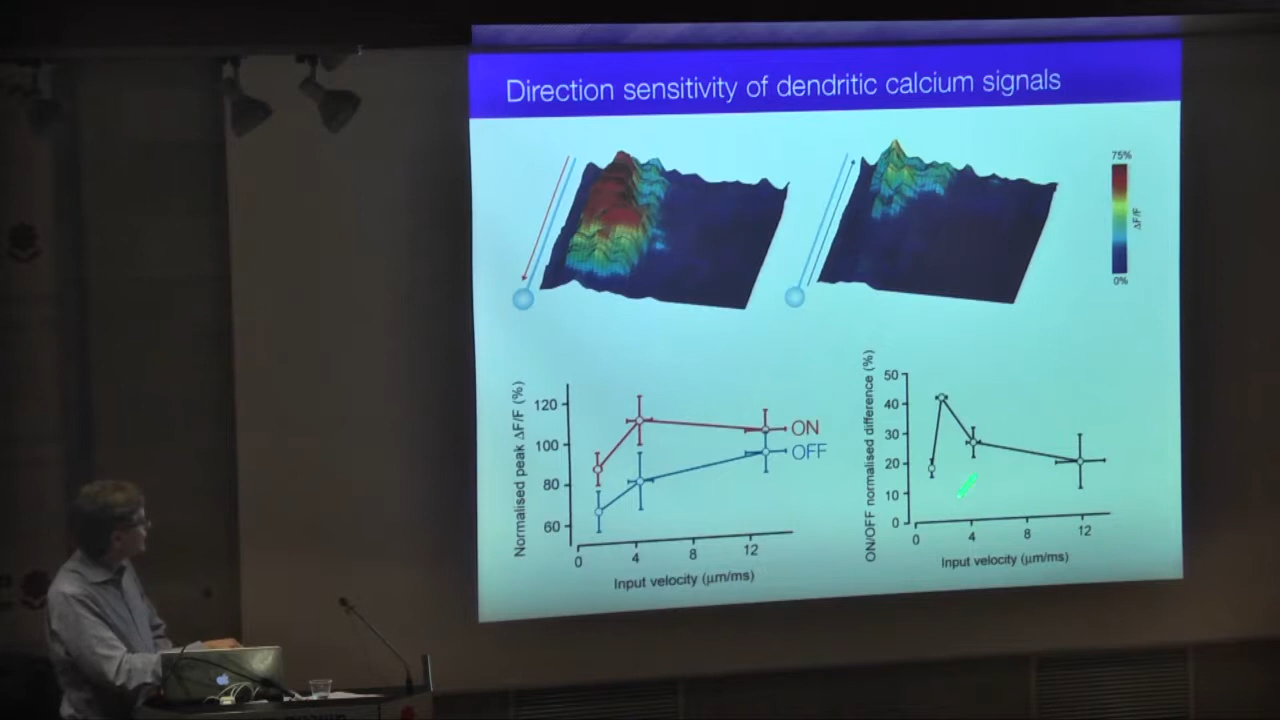 Direction sensitivity of dendritic calcium signals
75%
ΔF/F
0%
Normalised peak ΔF/F (%)
120
100
80
60
ON
OFF
0
4
8
12
Input velocity (μm/ms)
ON/OFF normalised difference (%)
50
40
30
20
10
0
0
4
8
12
Input velocity (μm/ms)